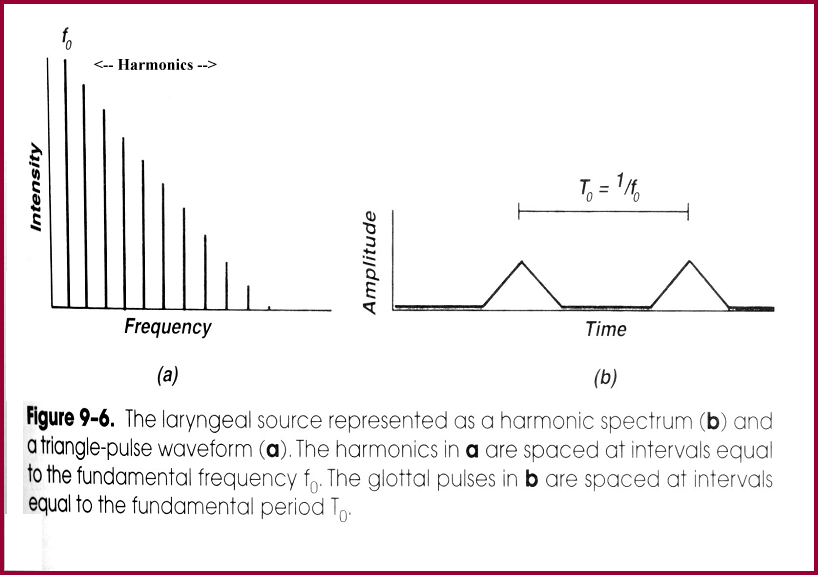 f₀
<-- Harmonics -->
Intensity
Frequency
(a)
T₀ = 1/f₀
Amplitude
Time
(b)
Figure 9-6. The laryngeal source represented as a harmonic spectrum (b) and
a triangle-pulse waveform (a). The harmonics in a are spaced at intervals equal
to the fundamental frequency f₀. The glottal pulses in b are spaced at intervals
equal to the fundamental period T₀.